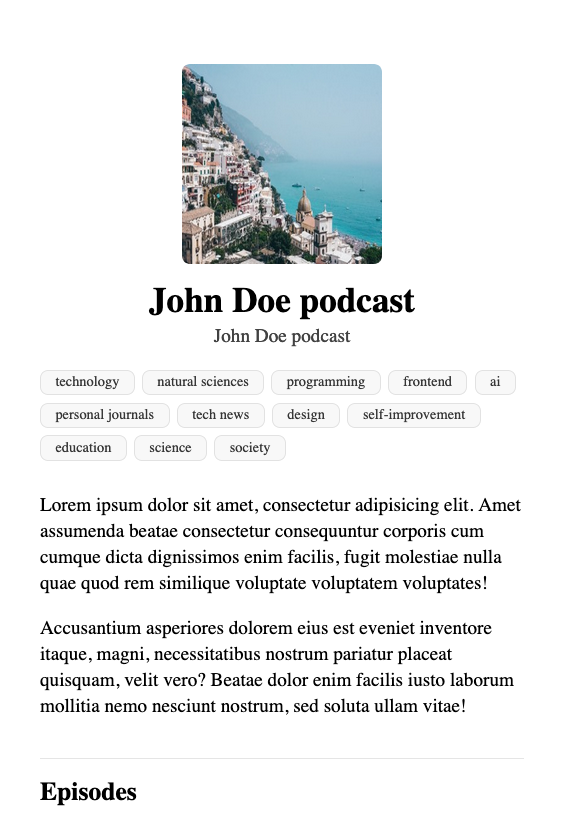 John Doe podcast
John Doe podcast
technology natural sciences programming frontend ai
personal journals tech news design self-improvement
education science society
Lorem ipsum dolor sit amet, consectetur adipisicing elit. Amet
assumenda beatae consectetur consequuntur corporis cum
cumque dicta dignissimos enim facilis, fugit molestiae nulla
quae quod rem similique voluptate voluptatem voluptates!
Accusantium asperiores dolorem eius est eveniet inventore
itaque, magni, necessitatibus nostrum pariatur placeat
quisquam, velit vero? Beatae dolor enim facilis iusto laborum
mollitia nemo nesciunt nostrum, sed soluta ullam vitae!
Episodes